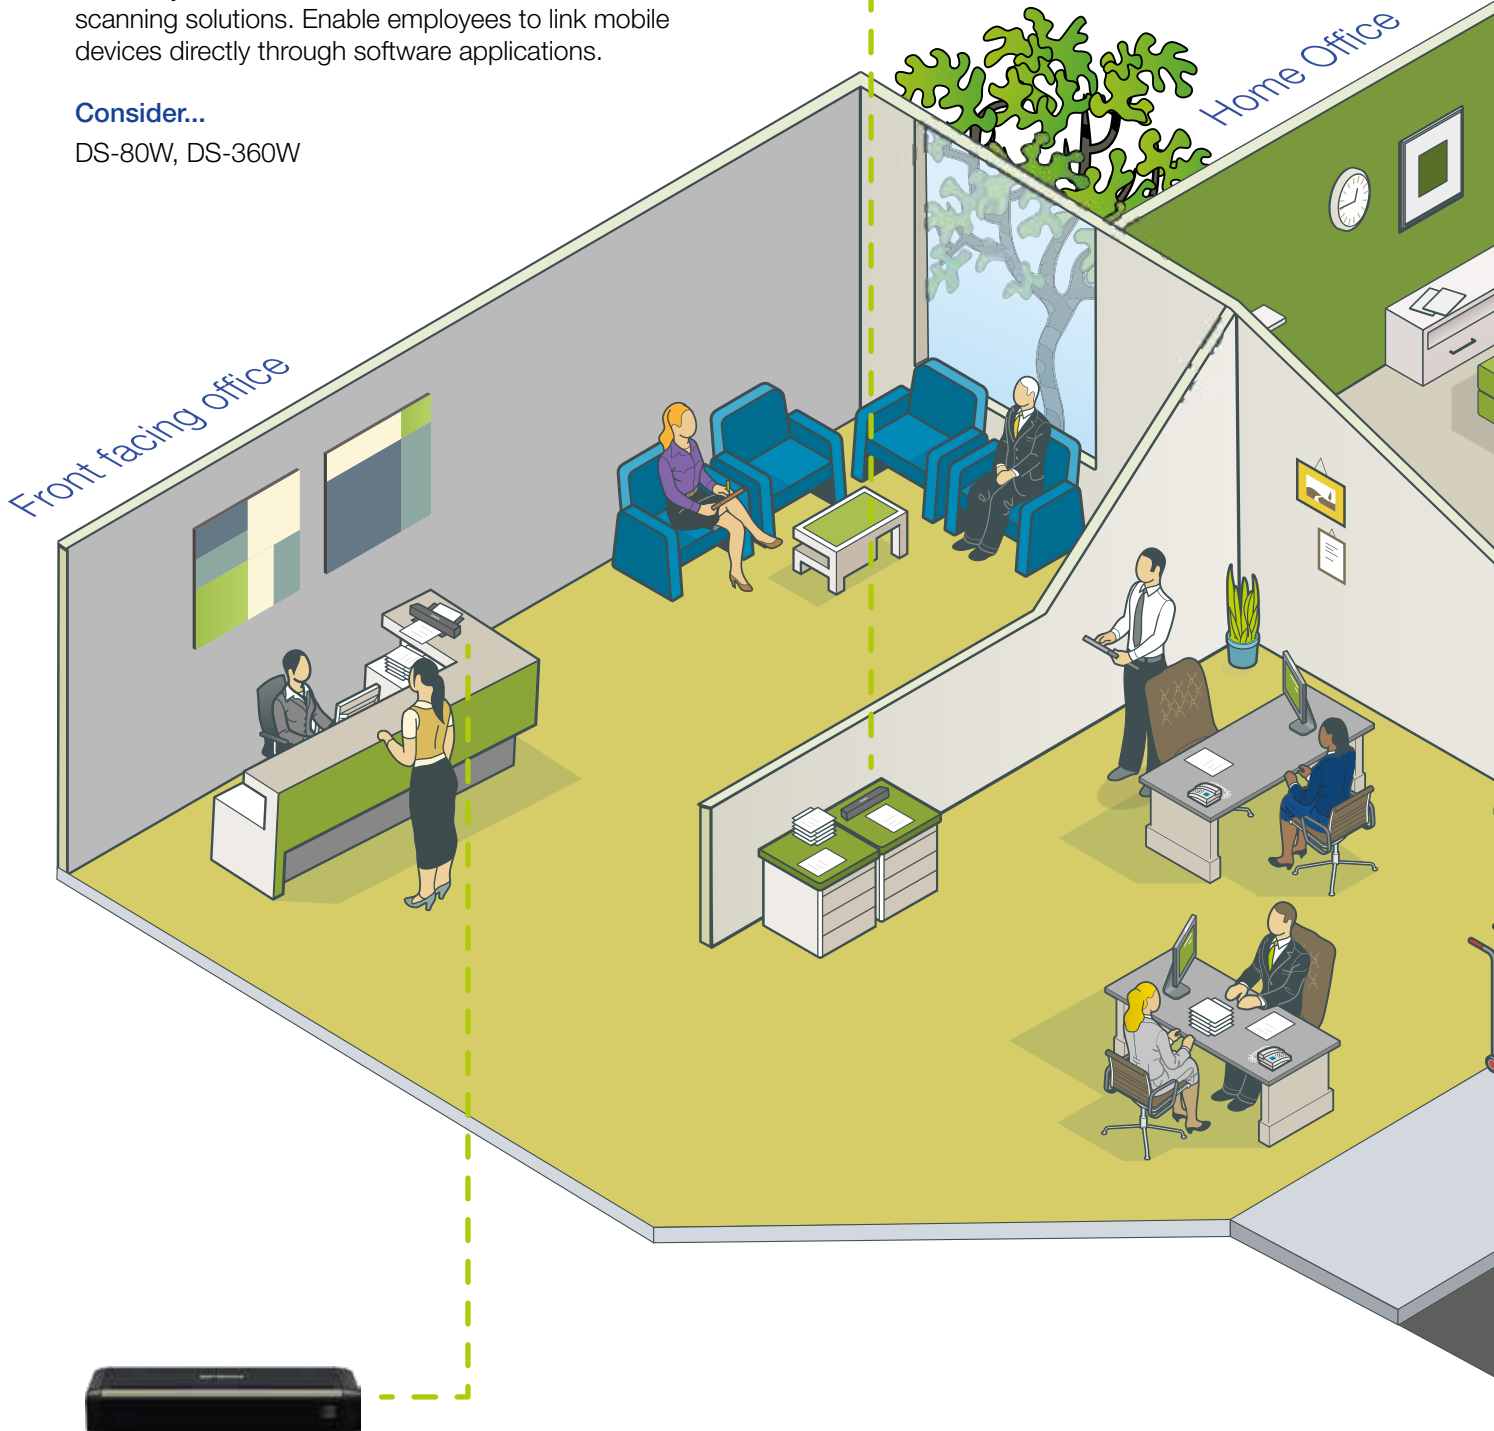 scanning solutions. Enable employees to link mobile
devices directly through software applications.
Consider...
DS-80W, DS-360W
Home Office
Front facing office